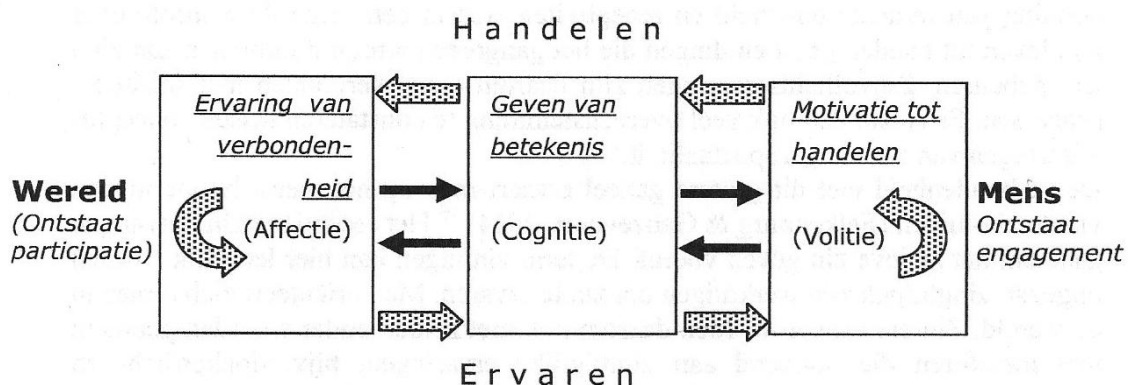 Handelen
Ervaring van
verbonden-
heid
(Affectie)
Geven van
betekenis
(Cognitie)
Motivatie tot
handelen
(Volitie)
Wereld
(Ontstaat
participatie)
Mens
(Ontstaat
engagement
Ervaren